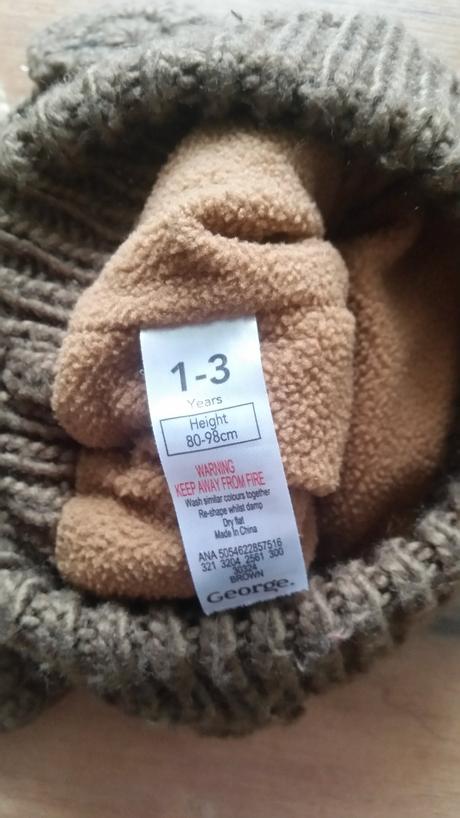 1-3
Years
Height
80-98cm
WARNING
KEEP AWAY FROM FIRE
Wash similar colours together
Re-shape whilst damp
Dry flat
Made In China
ANA 5054622857516
321 3204 2561 300
30324
BROWN
George.